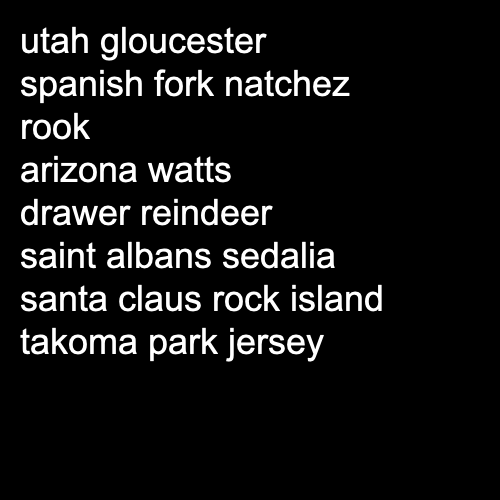 utah gloucester
spanish fork natchez
rook
arizona watts
drawer reindeer
saint albans sedalia
santa claus rock island
takoma park jersey